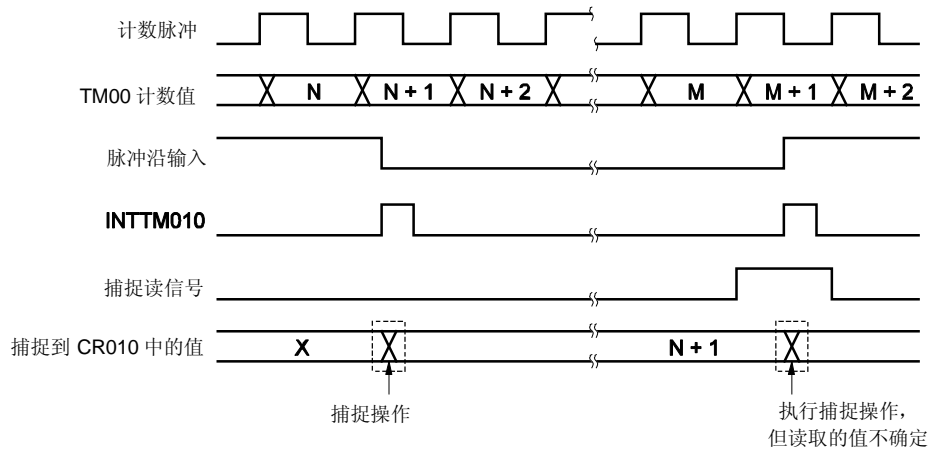 计数脉冲
TM00 计数值 N N + 1 N + 2 M M + 1 M + 2
脉冲沿输入
INTTM010
捕捉读信号
捕捉到 CR010 中的值 X N + 1
捕捉操作
执行捕捉操作，
但读取的值不确定